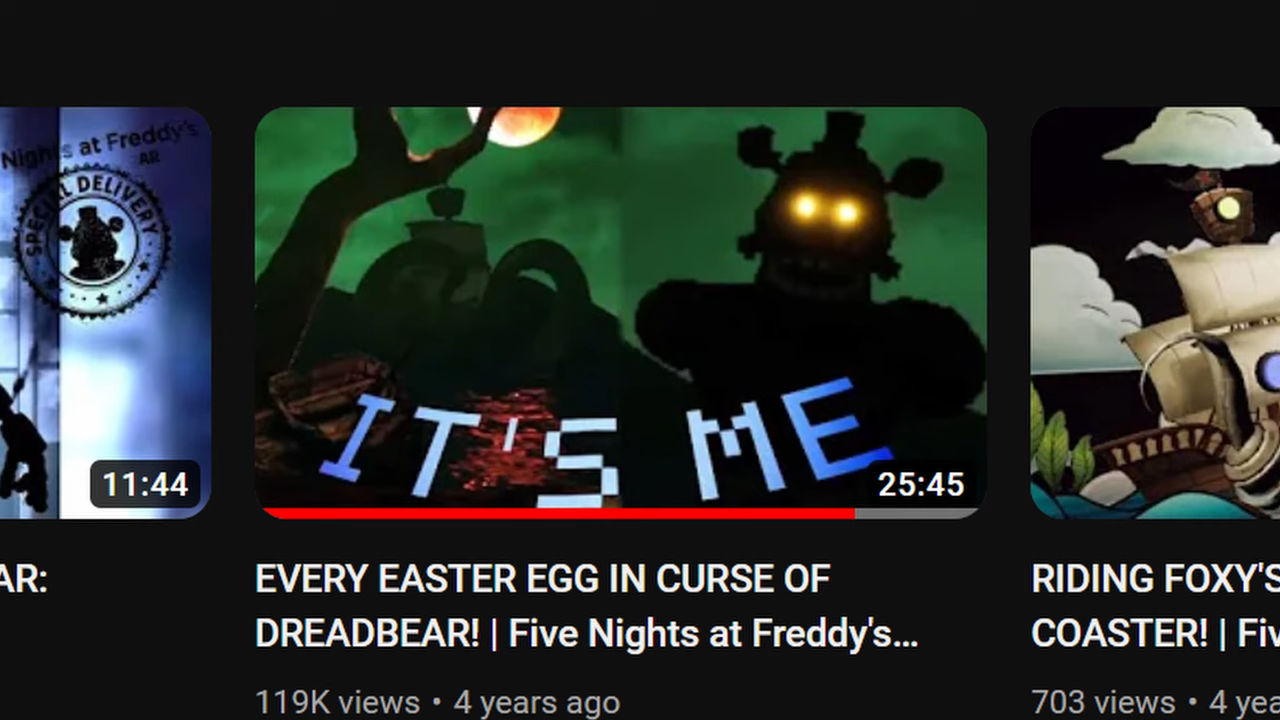 Nights at Freddy's
AR
SPECIAL DELIVERY
11:44
AR:
IT'S ME
25:45
EVERY EASTER EGG IN CURSE OF
DREADBEAR! | Five Nights at Freddy's...
119K views • 4 years ago
RIDING FOXY'S
COASTER! | Fiv
703 views • 4 yea